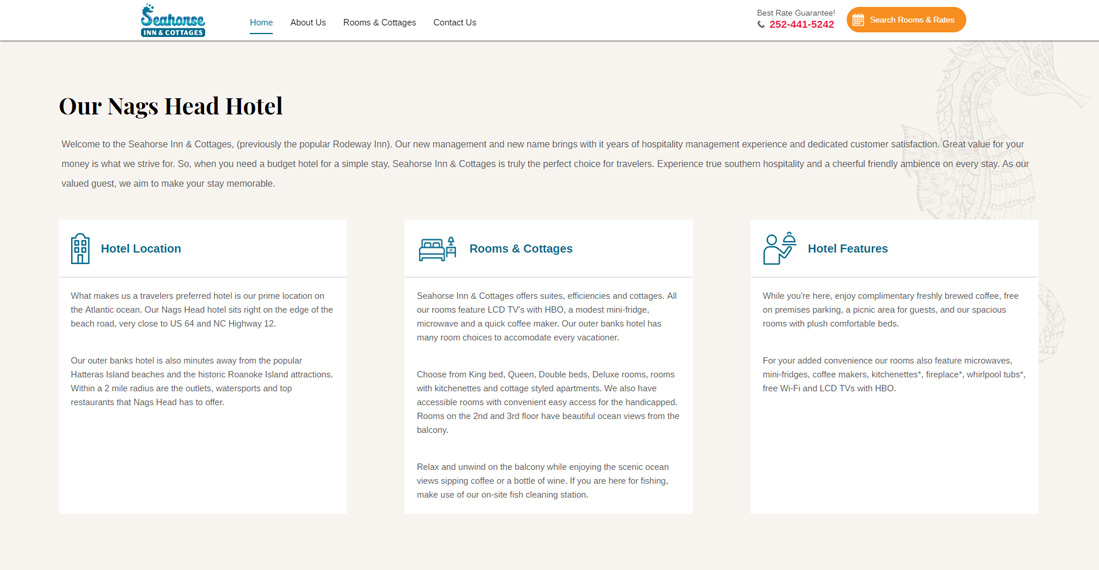 Seahorse
INN & COTTAGES
Home
About Us
Rooms & Cottages
Contact Us
Best Rate Guarantee!
252-441-5242
Search Rooms & Rates
Our Nags Head Hotel
Welcome to the Seahorse Inn & Cottages, (previously the popular Rodeway Inn). Our new management and new name brings with it years of hospitality management experience and dedicated customer satisfaction. Great value for your
money is what we strive for. So, when you need a budget hotel for a simple stay, Seahorse Inn & Cottages is truly the perfect choice for travelers. Experience true southern hospitality and a cheerful friendly ambience on every stay. As our
valued guest, we aim to make your stay memorable.
Hotel Location
What makes us a travelers preferred hotel is our prime location on
the Atlantic ocean. Our Nags Head hotel sits right on the edge of the
beach road, very close to US 64 and NC Highway 12.
Our outer banks hotel is also minutes away from the popular
Hatteras Island beaches and the historic Roanoke Island attractions.
Within a 2 mile radius are the outlets, watersports and top
restaurants that Nags Head has to offer.
Rooms & Cottages
Seahorse Inn & Cottages offers suites, efficiencies and cottages. All
our rooms feature LCD TV's with HBO, a modest mini-fridge,
microwave and a quick coffee maker. Our outer banks hotel has
many room choices to accomodate every vacationer.
Choose from King bed, Queen, Double beds, Deluxe rooms, rooms
with kitchenettes and cottage styled apartments. We also have
accessible rooms with convenient easy access for the handicapped.
Rooms on the 2nd and 3rd floor have beautiful ocean views from the
balcony.
Relax and unwind on the balcony while enjoying the scenic ocean
views sipping coffee or a bottle of wine. If you are here for fishing,
make use of our on-site fish cleaning station.
Hotel Features
While you're here, enjoy complimentary freshly brewed coffee, free
on premises parking, a picnic area for guests, and our spacious
rooms with plush comfortable beds.
For your added convenience our rooms also feature microwaves,
mini-fridges, coffee makers, kitchenettes*, fireplace*, whirlpool tubs*,
free Wi-Fi and LCD TVs with HBO.